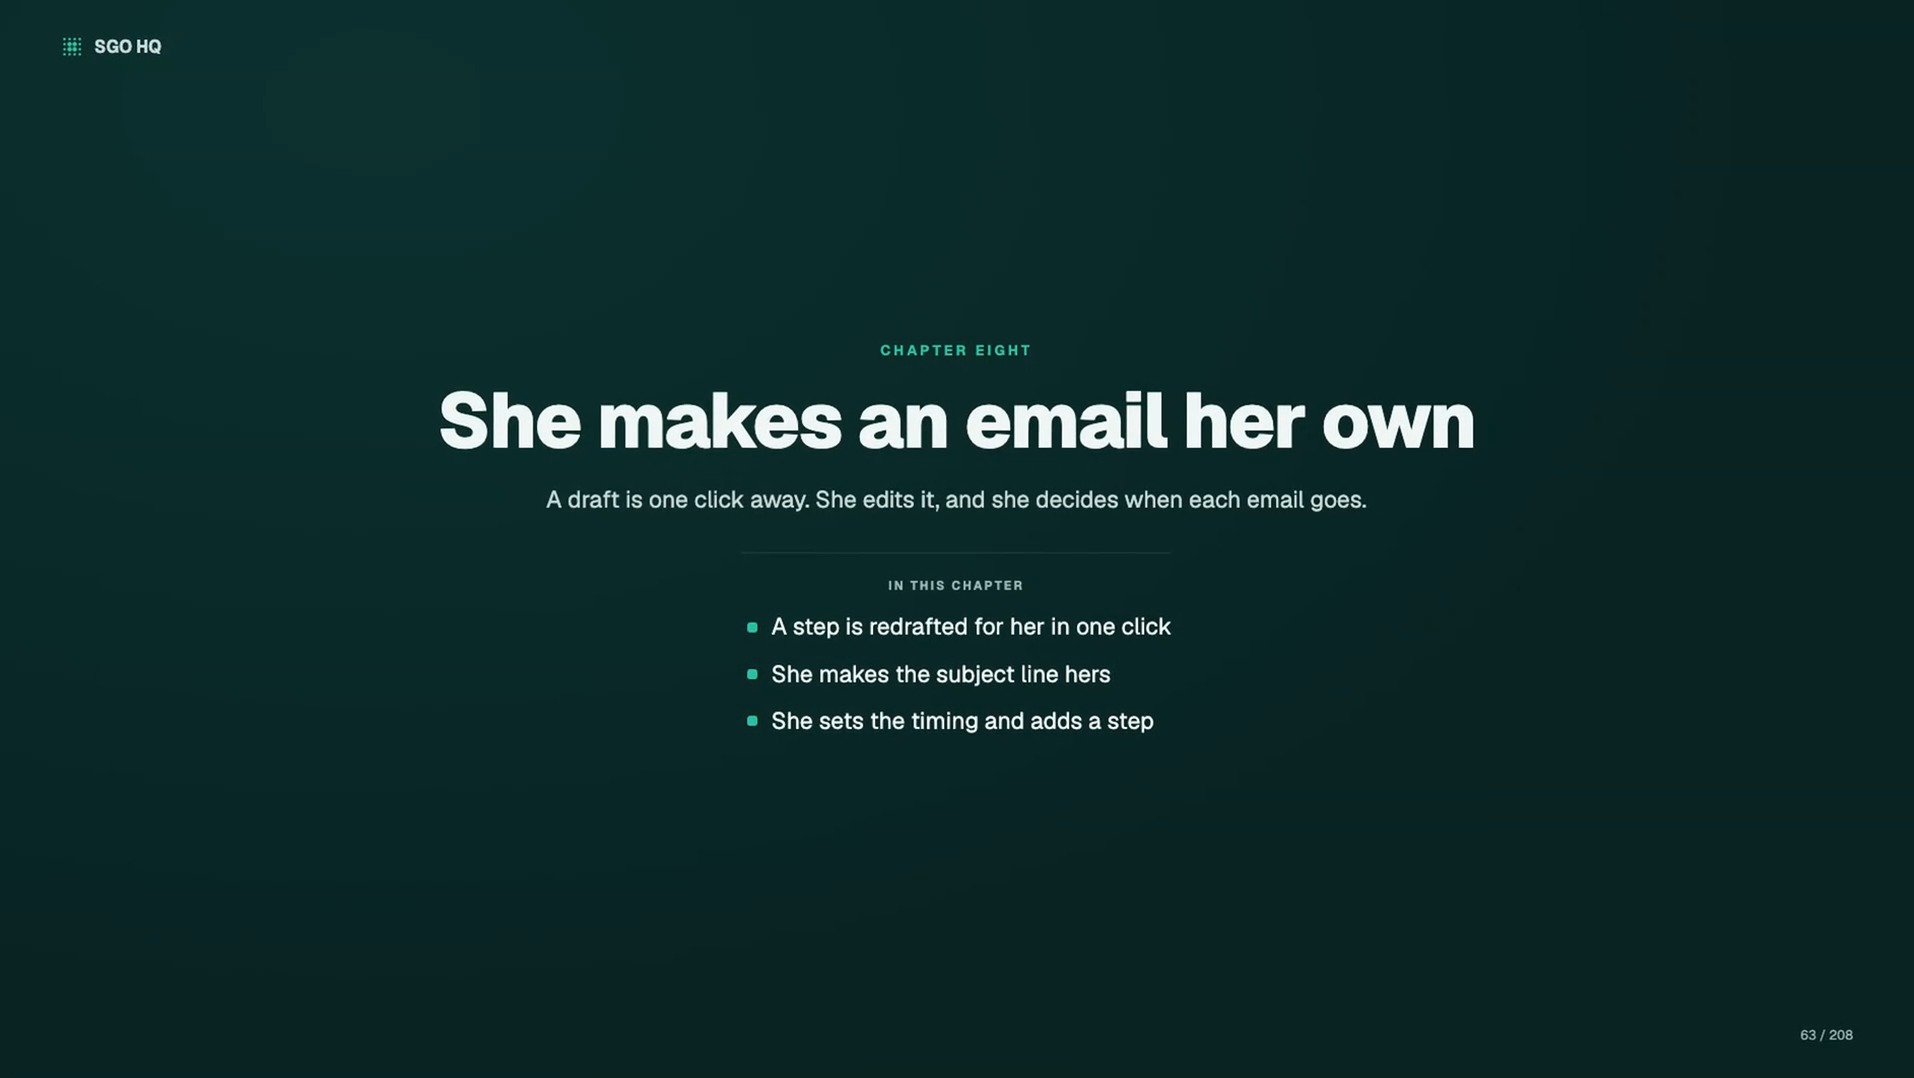 SGO HQ
CHAPTER EIGHT
She makes an email her own
A draft is one click away. She edits it, and she decides when each email goes.
IN THIS CHAPTER
A step is redrafted for her in one click
She makes the subject line hers
She sets the timing and adds a step
63 / 208